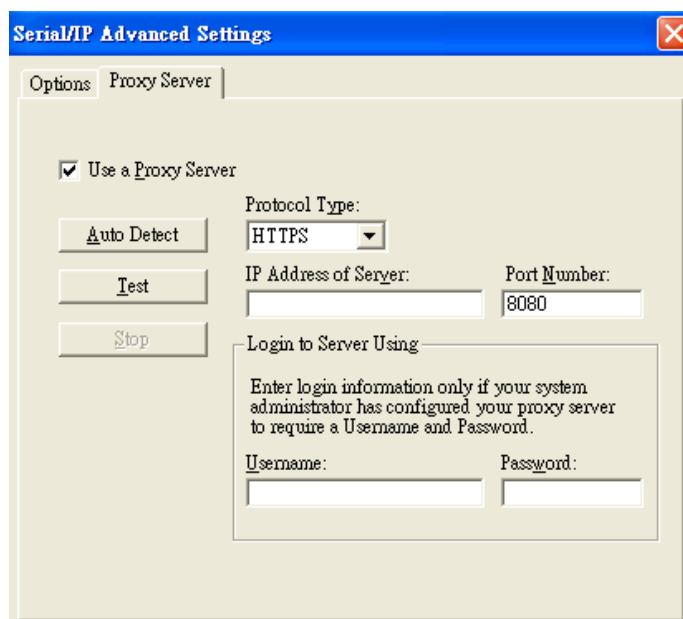 Serial/IP Advanced Settings
Options
Proxy Server
Use a Proxy Server
Auto Detect
Test
Stop
Protocol Type:
HTTPS
IP Address of Server:
Port Number:
8080
Login to Server Using
Enter login information only if your system
administrator has configured your proxy server
to require a Username and Password.
Username:
Password: